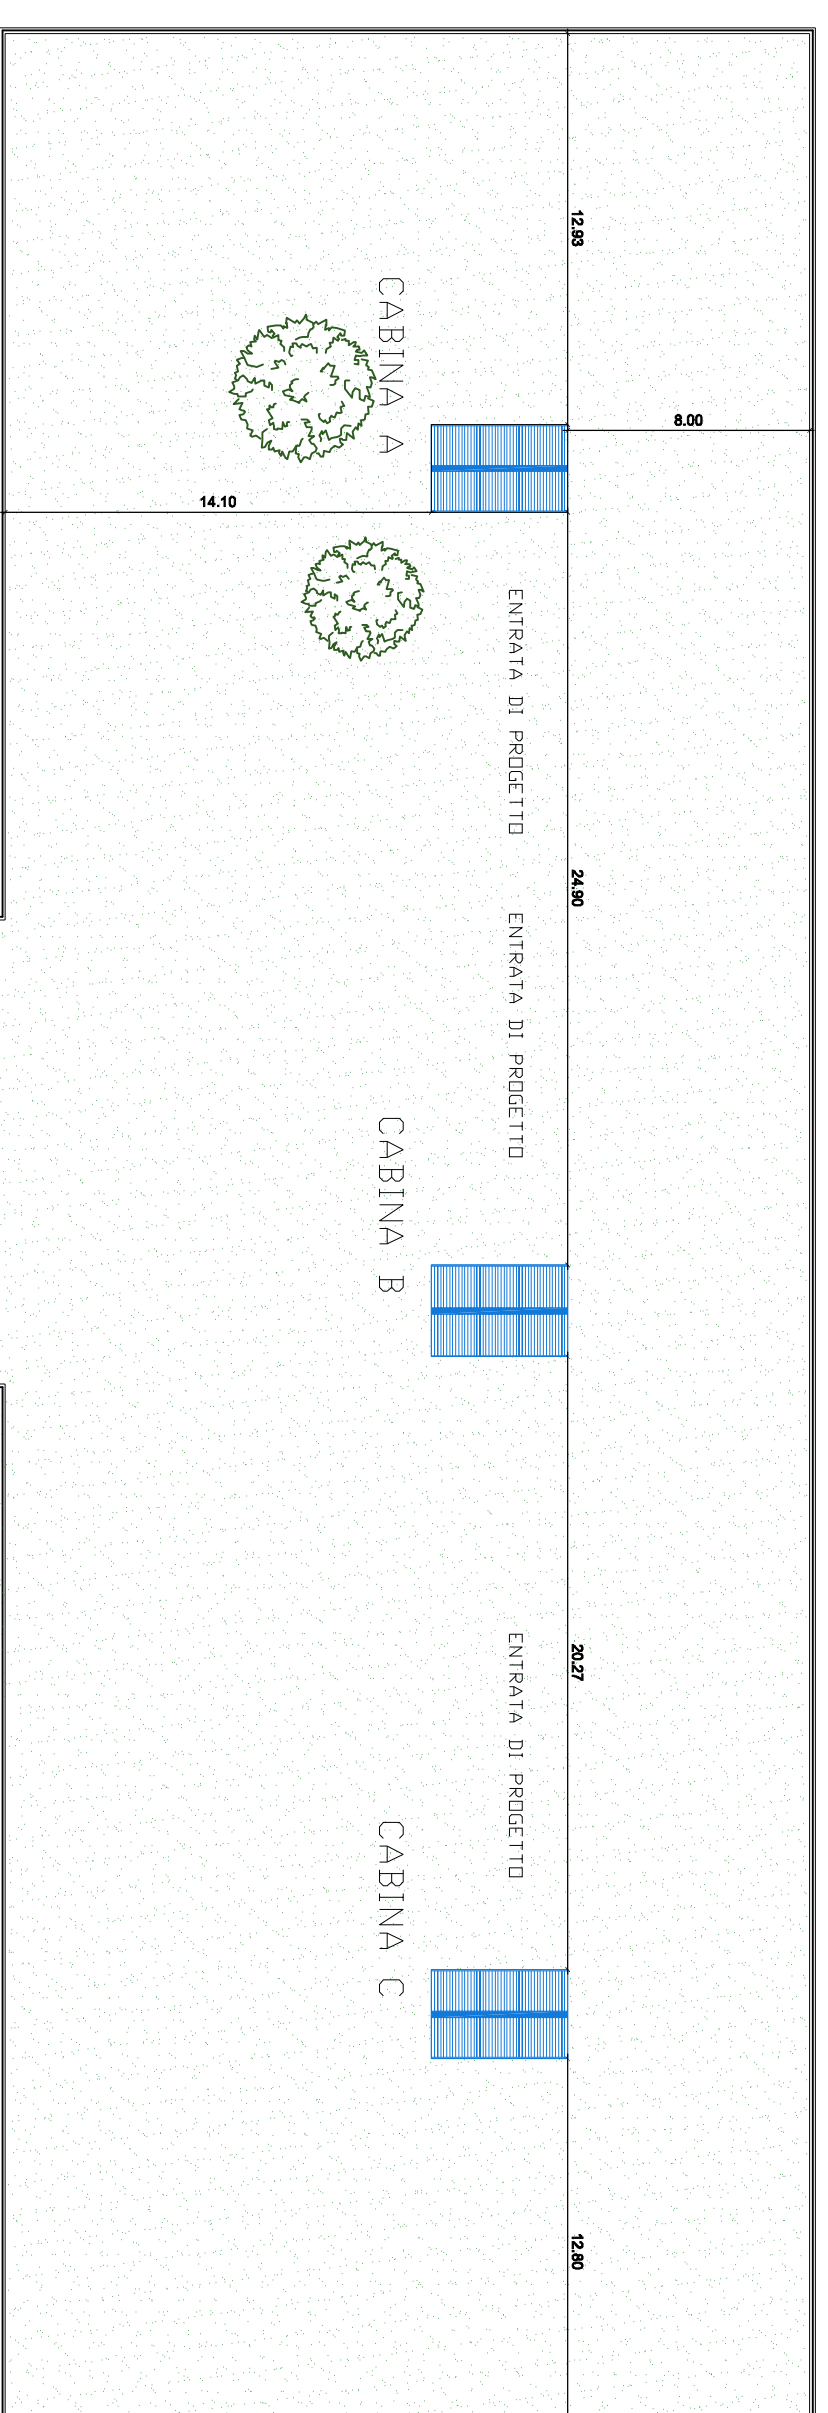 12.93
CABINA A
8.00
14.10
ENTRATA DI PROGETTO
24.90
ENTRATA DI PROGETTO
CABINA B
20.27
ENTRATA DI PROGETTO
CABINA C
12.80